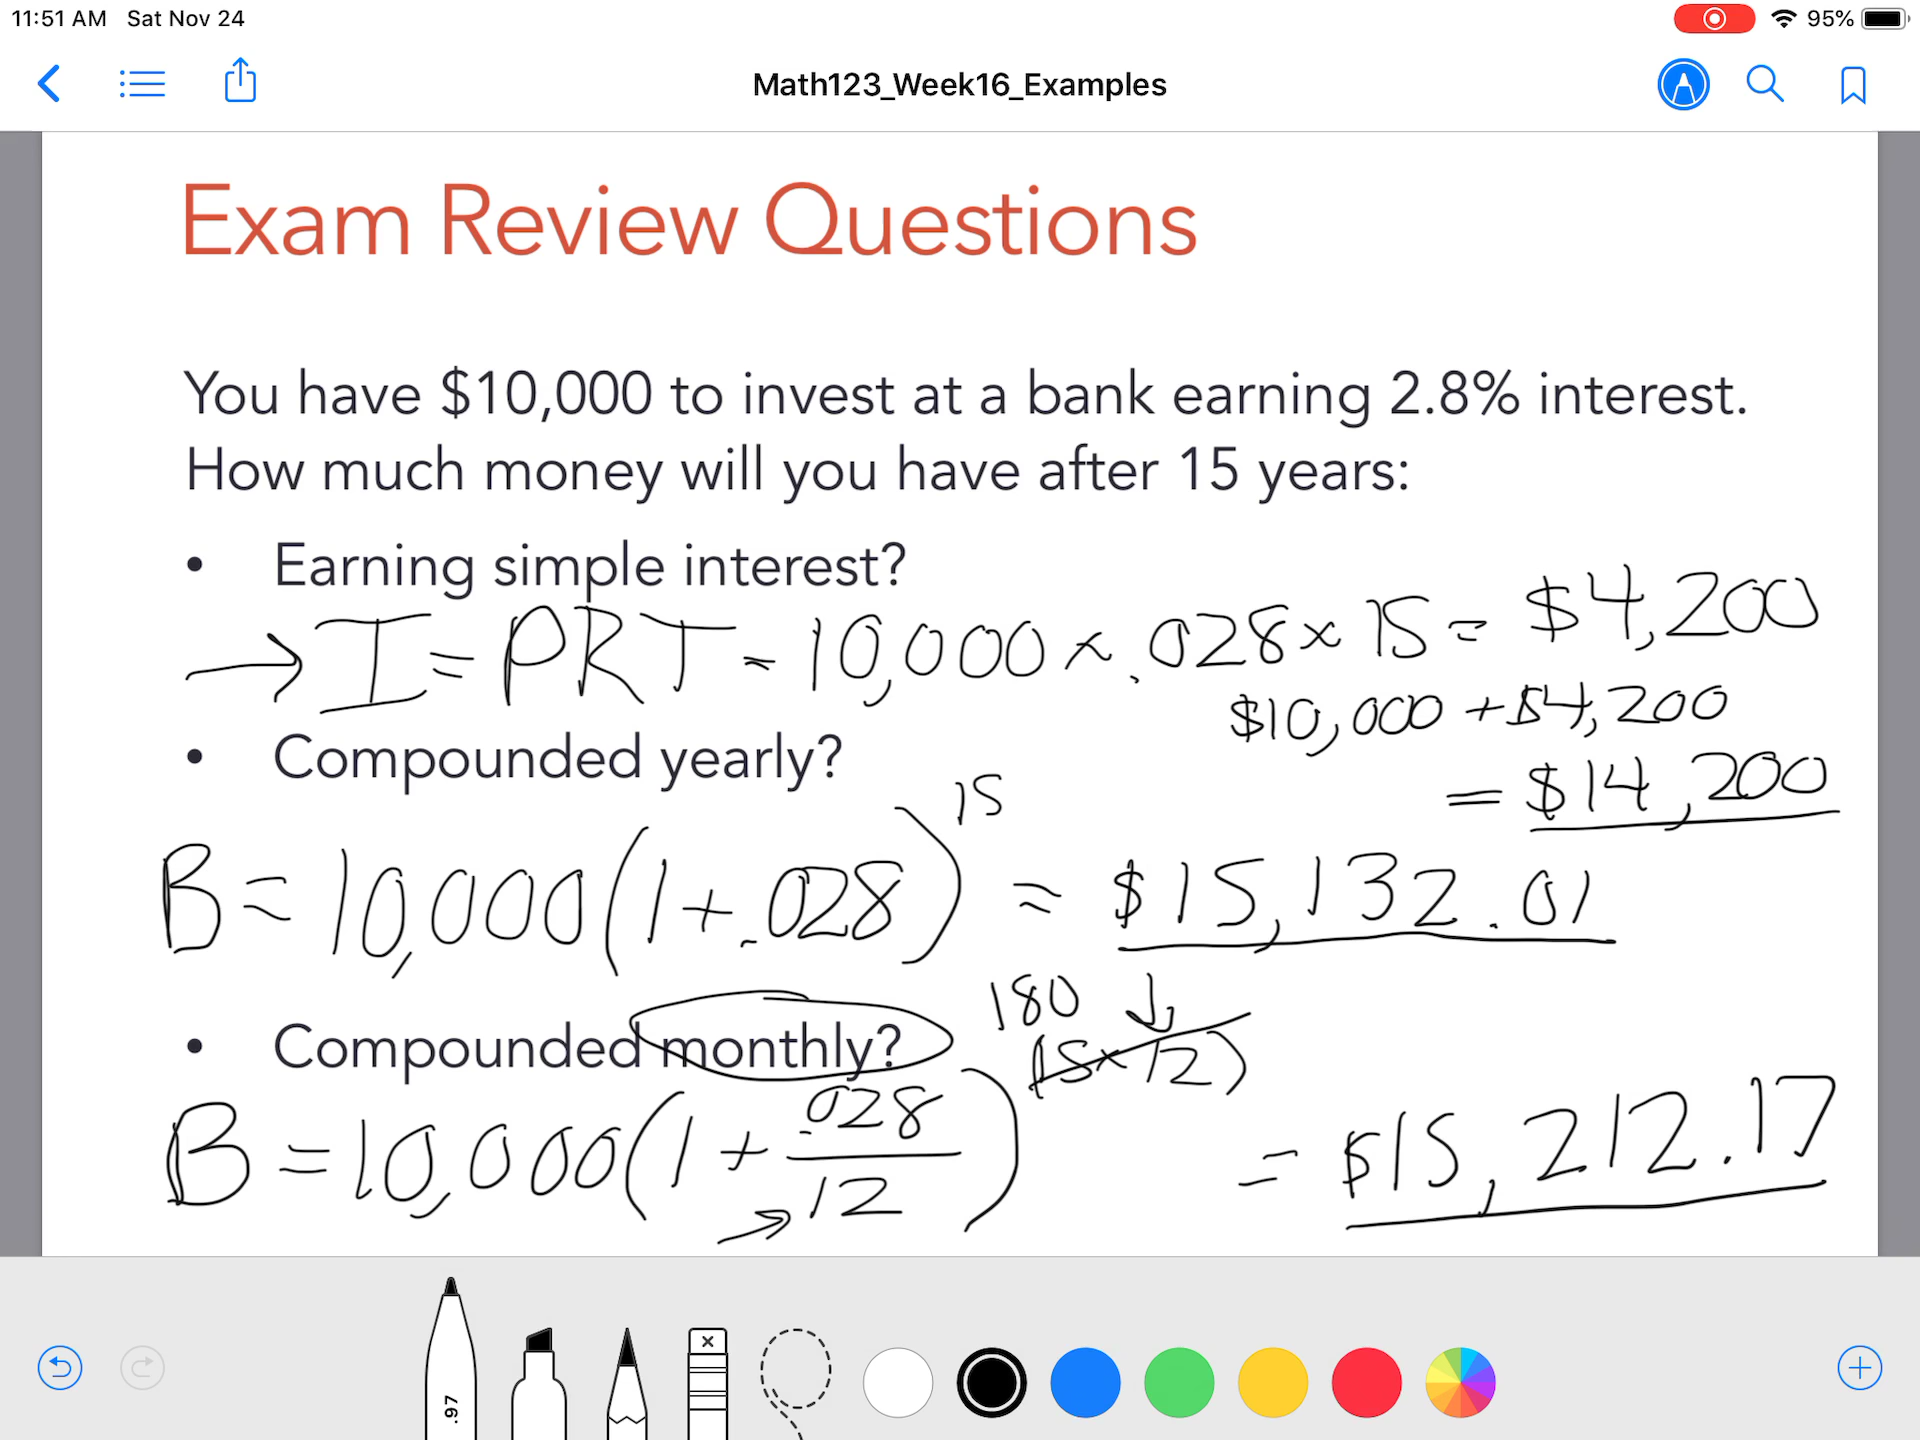 11:51 AM Sat Nov 24 95%
Math123_Week16_Examples
Exam Review Questions
You have $10,000 to invest at a bank earning 2.8% interest.
How much money will you have after 15 years:
• Earning simple interest?
→ I = PRT = 10,000 × .028 × 15 = $4,200
$10,000 + $4,200
= $14,200
• Compounded yearly?
B = 10,000(1 + .028)^15 = $15,132.01
• Compounded monthly?
180 (15×12)
B = 10,000(1 + .028/12) = $15,212.17
.97